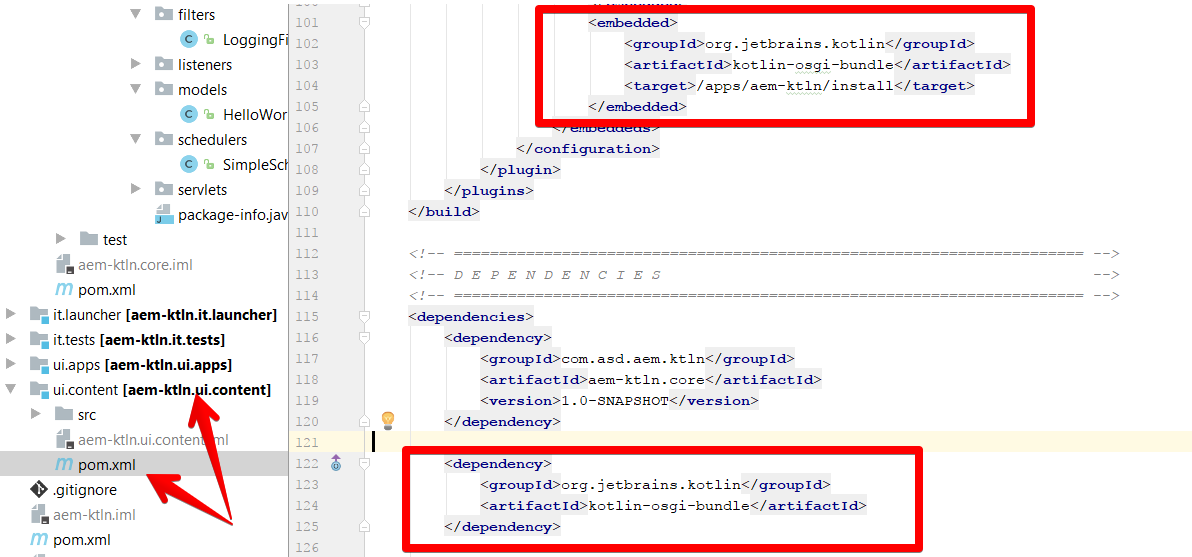 filters
LoggingFi
listeners
models
HelloWor
schedulers
SimpleSch
servlets
package-info.jav
test
aem-ktln.core.iml
pom.xml
it.launcher [aem-ktln.it.launcher]
it.tests [aem-ktln.it.tests]
ui.apps [aem-ktln.ui.apps]
ui.content [aem-ktln.ui.content]
src
aem-ktln.ui.content.iml
pom.xml
.gitignore
aem-ktln.iml
pom.xml
101 <embedded>
102 <groupId>org.jetbrains.kotlin</groupId>
103 <artifactId>kotlin-osgi-bundle</artifactId>
104 <target>/apps/aem-ktln/install</target>
105 </embedded>
106 </embeddeds>
107 </configuration>
108 </plugin>
109 </plugins>
110 </build>
111
112 <!-- ====================================================================== -->
113 <!-- D E P E N D E N C I E S -->
114 <!-- ====================================================================== -->
115 <dependencies>
116 <dependency>
117 <groupId>com.asd.aem.ktln</groupId>
118 <artifactId>aem-ktln.core</artifactId>
119 <version>1.0-SNAPSHOT</version>
120 </dependency>
121
122 <dependency>
123 <groupId>org.jetbrains.kotlin</groupId>
124 <artifactId>kotlin-osgi-bundle</artifactId>
125 </dependency>
126